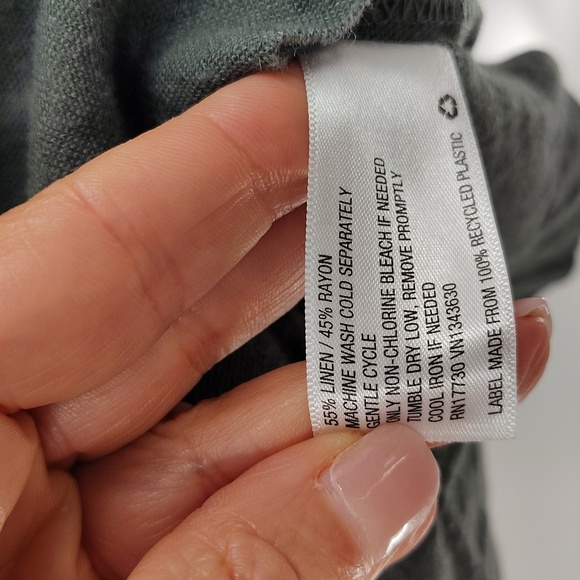 55% LINEN / 45% RAYON
MACHINE WASH COLD SEPARATELY
GENTLE CYCLE
ONLY NON-CHLORINE BLEACH IF NEEDED
TUMBLE DRY LOW, REMOVE PROMPTLY
COOL IRON IF NEEDED
RN17730 VN1343630
LABEL MADE FROM 100% RECYCLED PLASTIC